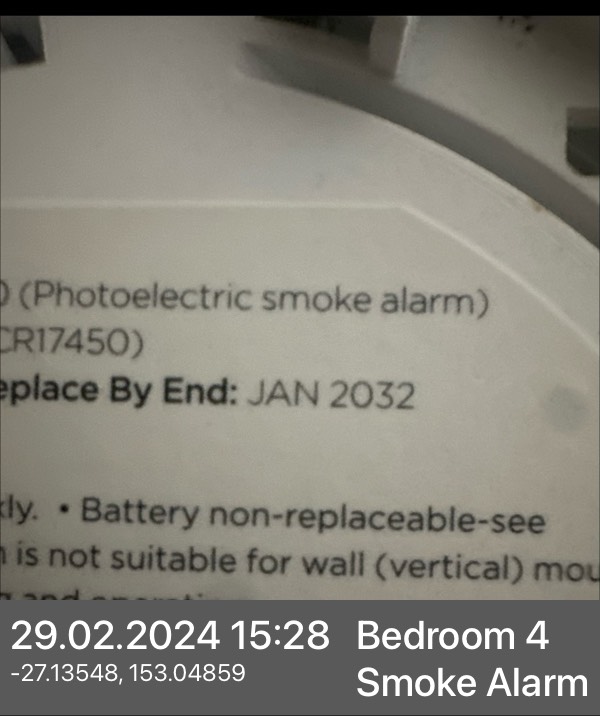 ) (Photoelectric smoke alarm)
CR17450)
eplace By End: JAN 2032
kly. • Battery non-replaceable-see
n is not suitable for wall (vertical) mou
29.02.2024 15:28
-27.13548, 153.04859
Bedroom 4
Smoke Alarm